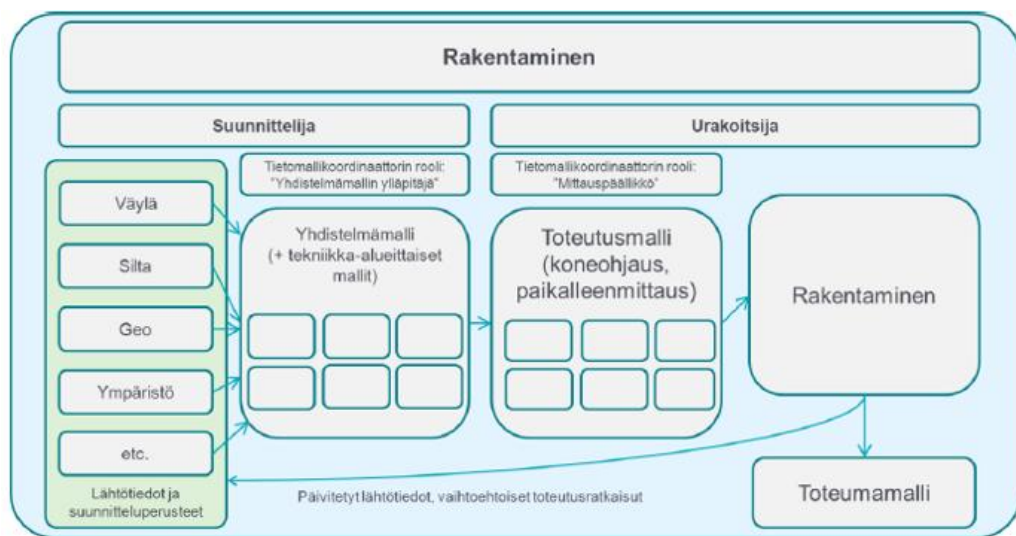 Rakentaminen
Suunnittelija
Urakoitsija
Tietomallikoordinaattorin rooli:
"Yhdistelmämallin ylläpitäjä"
Tietomallikoordinaattorin rooli:
"Mittauspäällikkö"
Väylä
Silta
Geo
Ympäristö
etc.
Lähtötiedot ja
suunnitteluperusteet
Yhdistelmämalli
(+ tekniikka-alueittaiset
mallit)
Toteutusmalli
(koneohjaus,
paikalleenmittaus)
Rakentaminen
Päivitetyt lähtötiedot, vaihtoehtoiset toteutusratkaisut
Toteumamalli